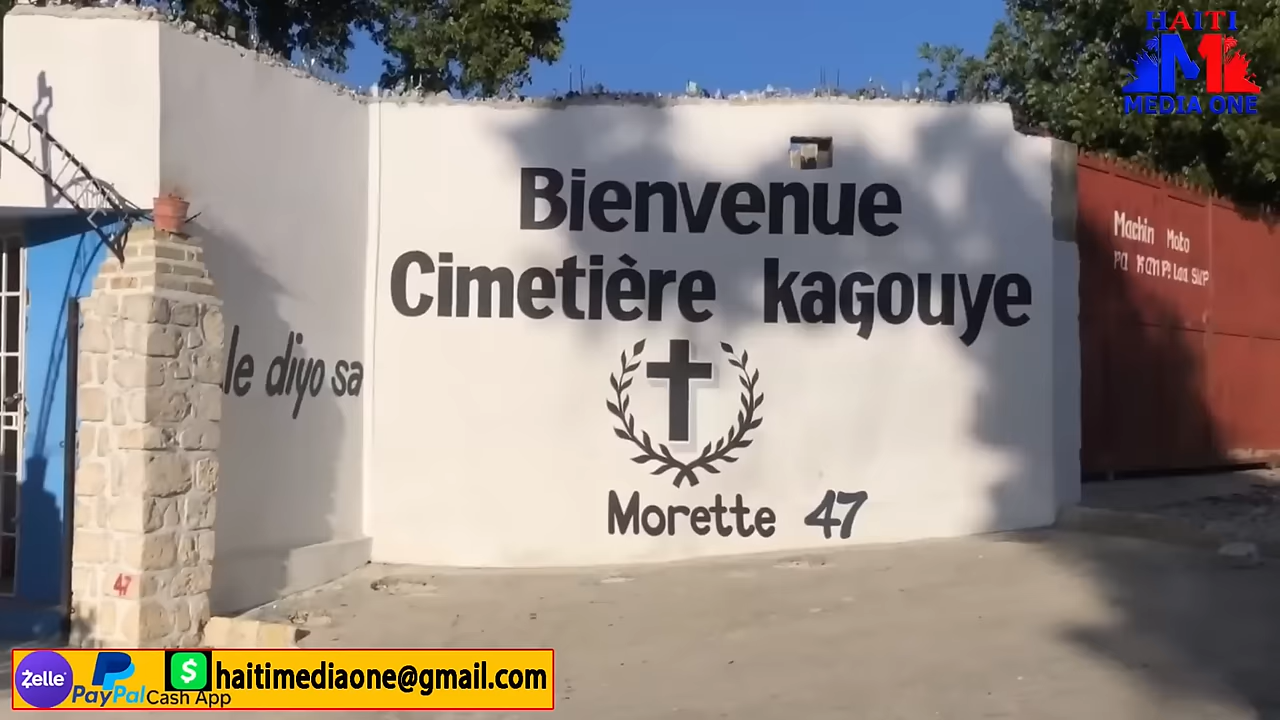 HAITI
M
MEDIA ONE
Bienvenue
Cimetière kagouye
Morette 47
le diyo sa
Machin Moto
47
Zelle
PayPal
$
Cash App
haitimediaone@gmail.com